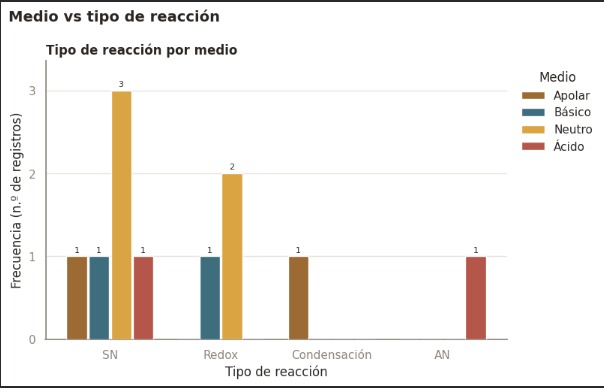 Medio vs tipo de reacción
Tipo de reacción por medio
Frecuencia (n.º de registros)
3
2
1
0
1
1
3
1
1
2
1
1
SN
Redox
Condensación
AN
Tipo de reacción
Medio
Apolar
Básico
Neutro
Ácido